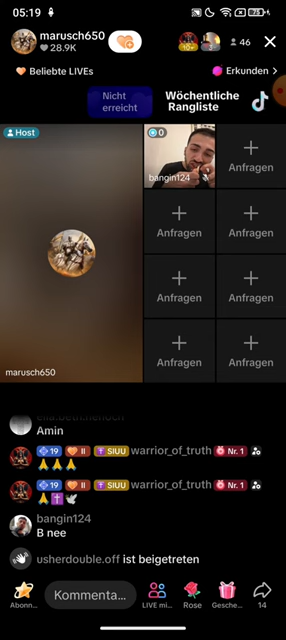 05:19
75
marusch650
28.9K
10+
46
Beliebte LIVEs
Erkunden >
Nicht erreicht
Wöchentliche Rangliste
Host
0
bangin124
Anfragen
Anfragen
Anfragen
Anfragen
Anfragen
Anfragen
Anfragen
marusch650
Amin
19 II SIUU warrior_of_truth Nr. 1
🙏🙏🙏
19 II SIUU warrior_of_truth Nr. 1
🙏✝️🕊
bangin124
B nee
usherdouble.off ist beigetreten
Kommenta...
Abonn...
LIVE mi...
Rose
Gesche...
14